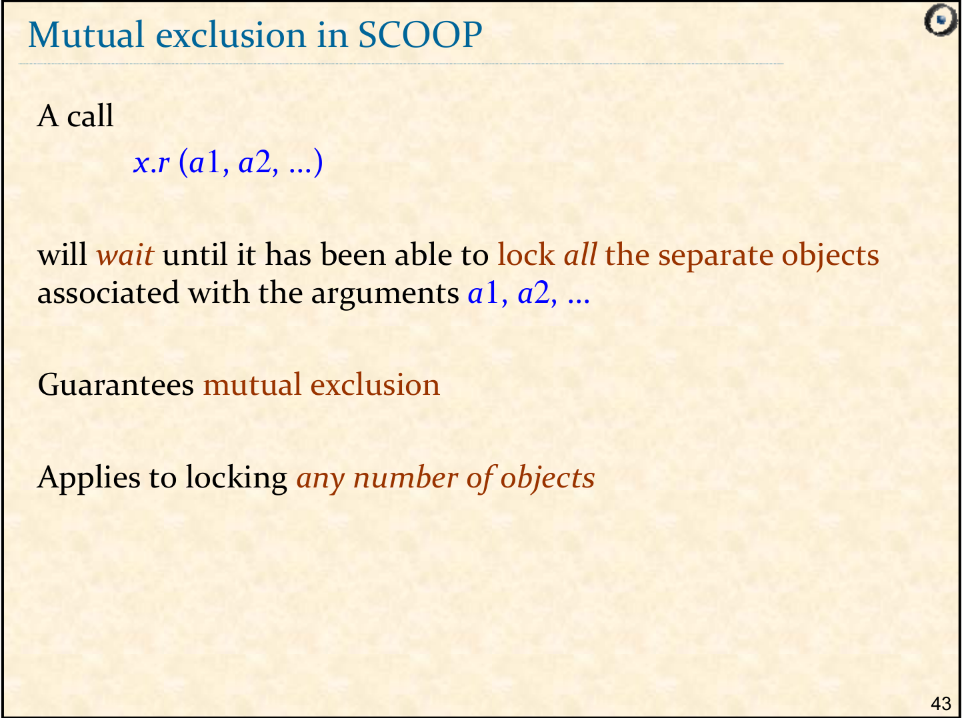 Mutual exclusion in SCOOP
A call
x.r (a1, a2, ...)
will wait until it has been able to lock all the separate objects
associated with the arguments a1, a2, ...
Guarantees mutual exclusion
Applies to locking any number of objects
43